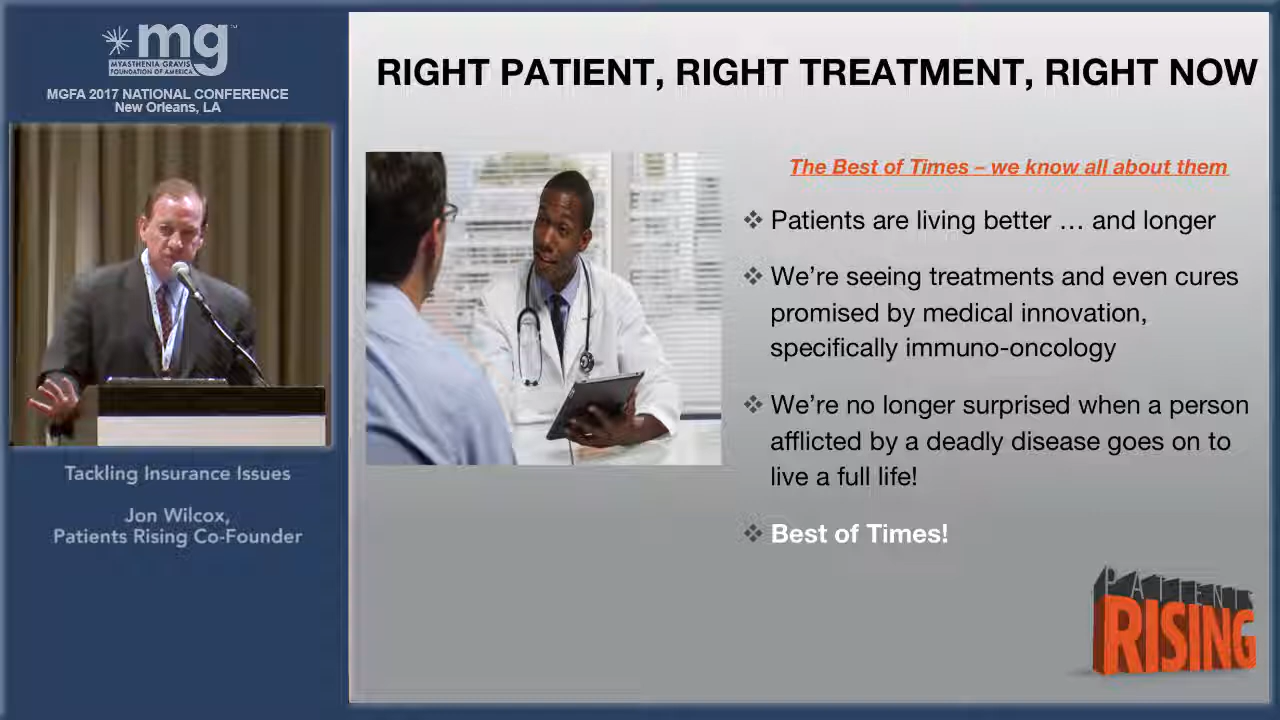 mg
MYASTHENIA GRAVIS
FOUNDATION OF AMERICA
MGFA 2017 NATIONAL CONFERENCE
New Orleans, LA
Tackling Insurance Issues
Jon Wilcox,
Patients Rising Co-Founder
RIGHT PATIENT, RIGHT TREATMENT, RIGHT NOW
The Best of Times – we know all about them
❖ Patients are living better … and longer
❖ We’re seeing treatments and even cures
promised by medical innovation,
specifically immuno-oncology
❖ We’re no longer surprised when a person
afflicted by a deadly disease goes on to
live a full life!
❖ Best of Times!
PATIENTS
RISING